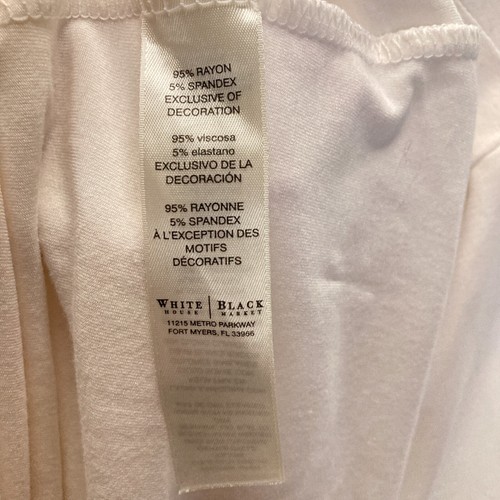 95% RAYON
5% SPANDEX
EXCLUSIVE OF
DECORATION
95% viscosa
5% elastano
EXCLUSIVO DE LA
DECORACIÓN
95% RAYONNE
5% SPANDEX
À L'EXCEPTION DES
MOTIFS
DÉCORATIFS
WHITE | BLACK
HOUSE | MARKET
11215 METRO PARKWAY
FORT MYERS, FL 33966